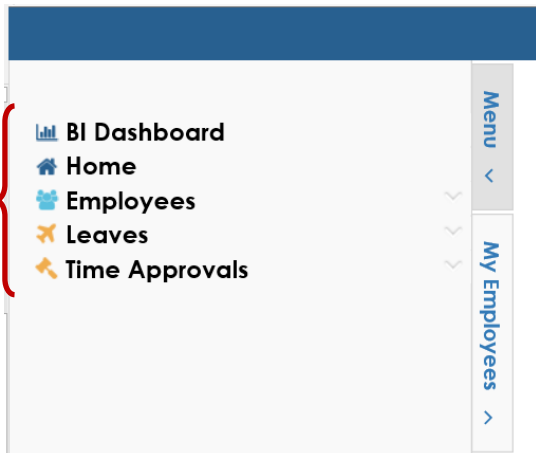 BI Dashboard
Home
Employees
Leaves
Time Approvals
Menu
My Employees